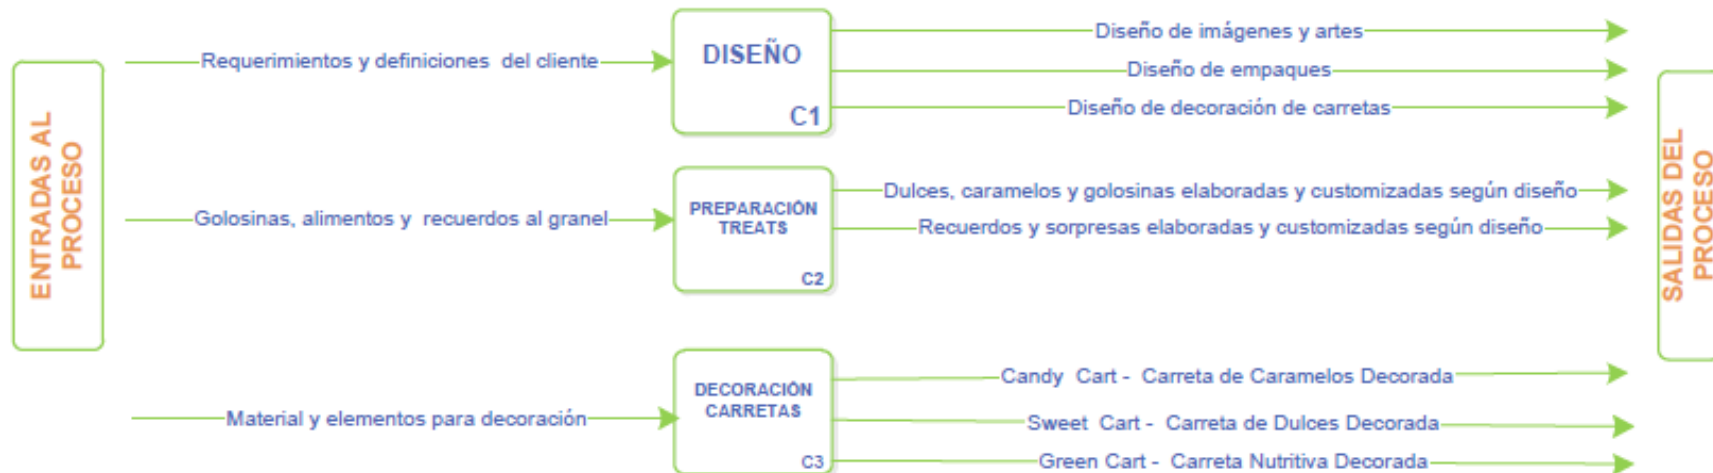 ENTRADAS AL
PROCESO
Requerimientos y definiciones del cliente
DISEÑO
C1
Diseño de imágenes y artes
Diseño de empaques
Diseño de decoración de carretas
Golosinas, alimentos y recuerdos al granel
PREPARACIÓN
TREATS
C2
Dulces, caramelos y golosinas elaboradas y customizadas según diseño
Recuerdos y sorpresas elaboradas y customizadas según diseño
Material y elementos para decoración
DECORACIÓN
CARRETAS
C3
Candy Cart - Carreta de Caramelos Decorada
Sweet Cart - Carreta de Dulces Decorada
Green Cart - Carreta Nutritiva Decorada
SALIDAS DEL
PROCESO